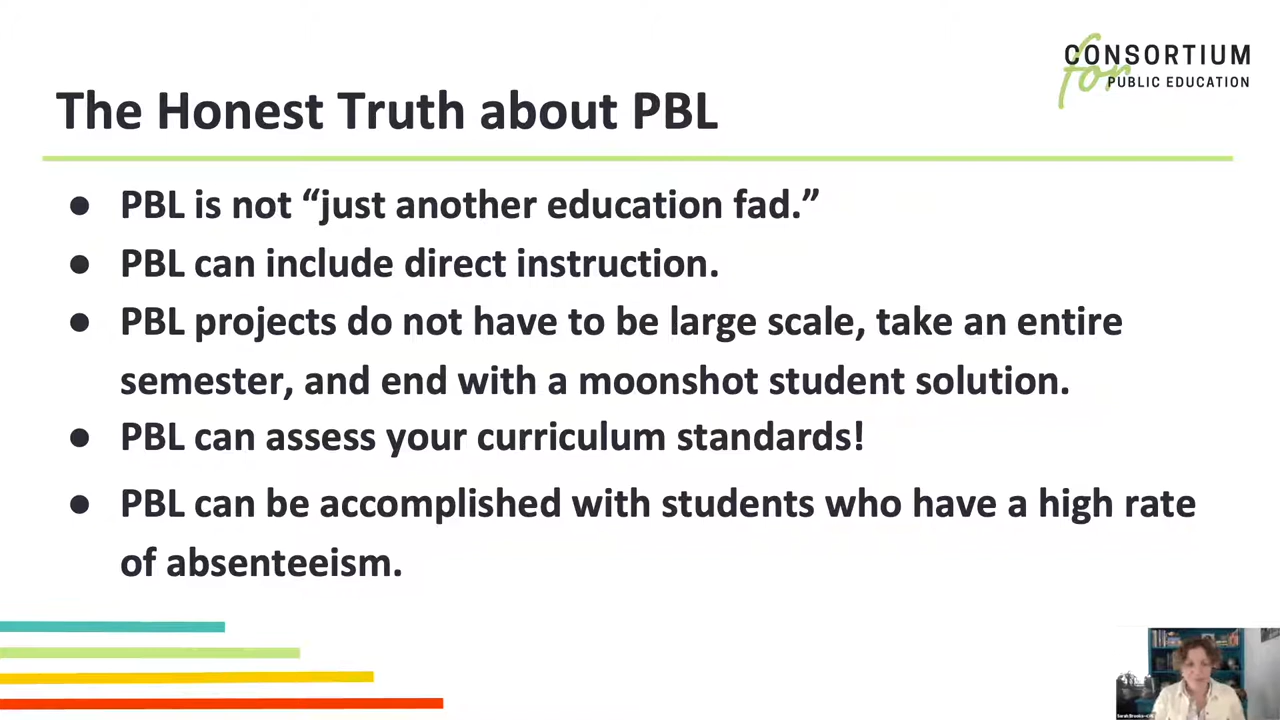 CONSORTIUM
for PUBLIC EDUCATION
The Honest Truth about PBL
● PBL is not “just another education fad.”
● PBL can include direct instruction.
● PBL projects do not have to be large scale, take an entire
semester, and end with a moonshot student solution.
● PBL can assess your curriculum standards!
● PBL can be accomplished with students who have a high rate
of absenteeism.